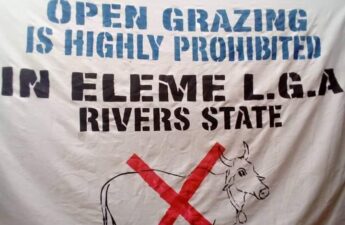 OPEN GRAZING
IS HIGHLY PROHIBITED
IN ELEME L.G.A
RIVERS STATE